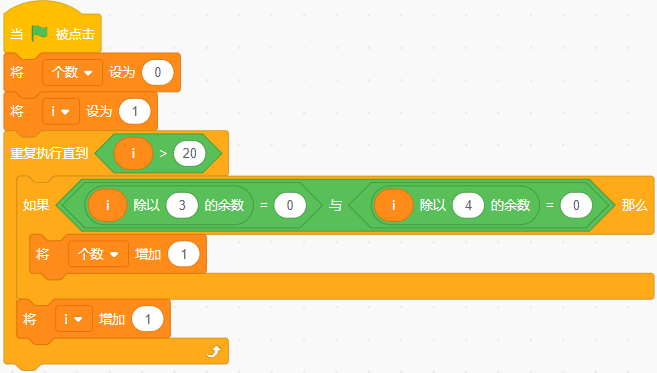 当 被点击
将 个数 设为 0
将 i 设为 1
重复执行直到 i > 20
如果 i 除以 3 的余数 = 0 与 i 除以 4 的余数 = 0 那么
将 个数 增加 1
将 i 增加 1